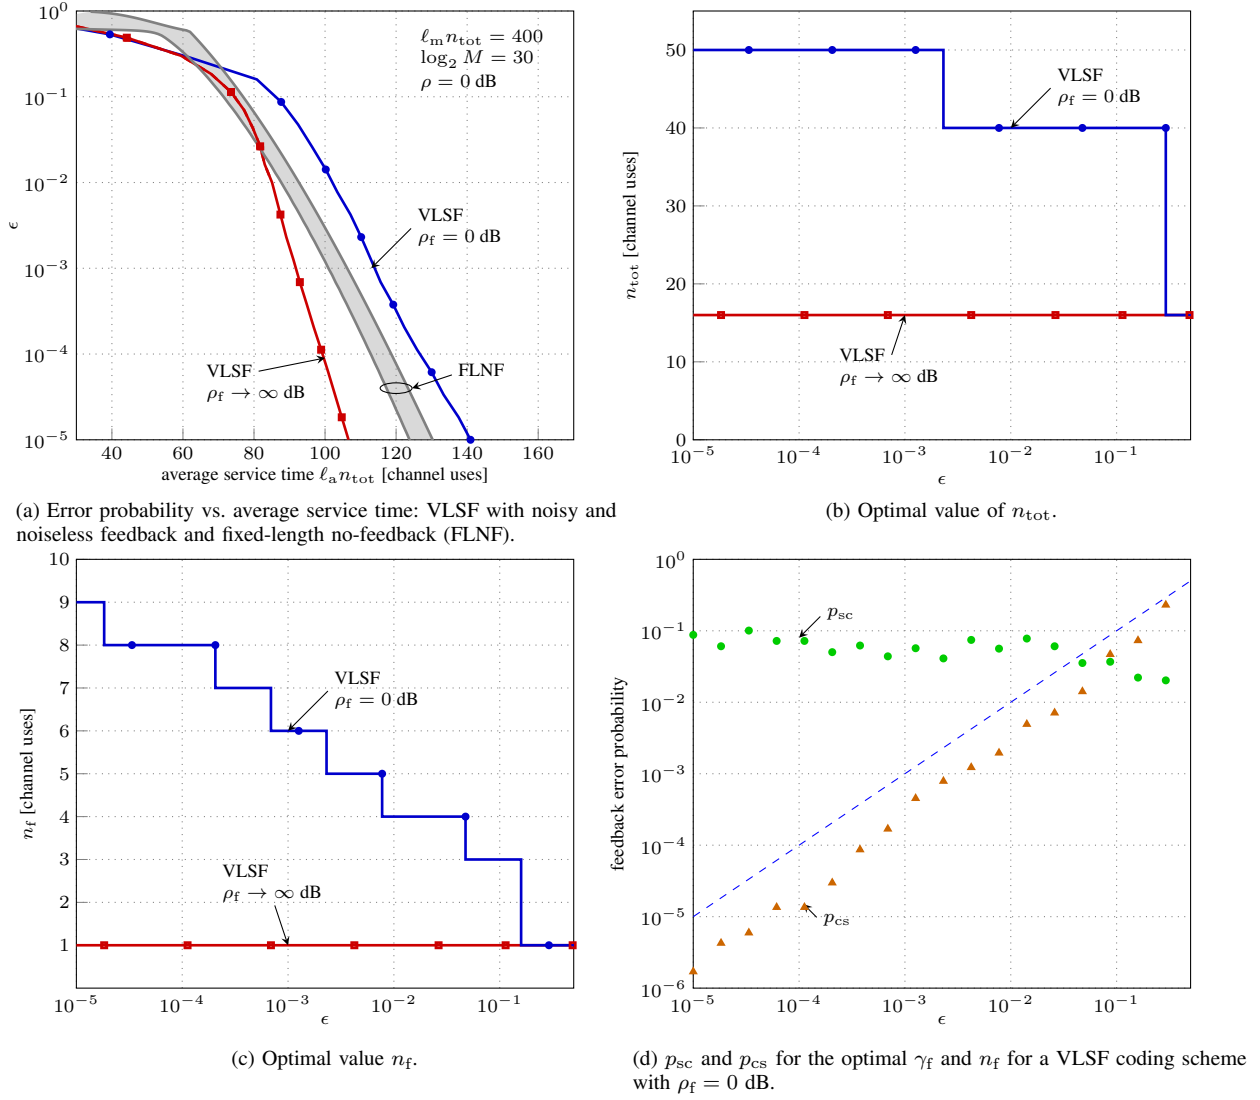 10^0
10^-1
10^-2
10^-3
10^-4
10^-5
ϵ
ℓ_m n_tot = 400
log_2 M = 30
ρ = 0 dB
VLSF
ρ_f = 0 dB
VLSF
ρ_f → ∞ dB
FLNF
40 60 80 100 120 140 160
average service time ℓ_a n_tot [channel uses]
(a) Error probability vs. average service time: VLSF with noisy and
noiseless feedback and fixed-length no-feedback (FLNF).
50
40
30
20
10
0
n_tot [channel uses]
VLSF
ρ_f = 0 dB
VLSF
ρ_f → ∞ dB
10^-5 10^-4 10^-3 10^-2 10^-1
ϵ
(b) Optimal value of n_tot.
10
9
8
7
6
5
4
3
2
1
n_f [channel uses]
VLSF
ρ_f = 0 dB
VLSF
ρ_f → ∞ dB
10^-5 10^-4 10^-3 10^-2 10^-1
ϵ
(c) Optimal value n_f.
10^0
10^-1
10^-2
10^-3
10^-4
10^-5
10^-6
feedback error probability
p_sc
p_cs
10^-5 10^-4 10^-3 10^-2 10^-1
ϵ
(d) p_sc and p_cs for the optimal γ_f and n_f for a VLSF coding scheme
with ρ_f = 0 dB.